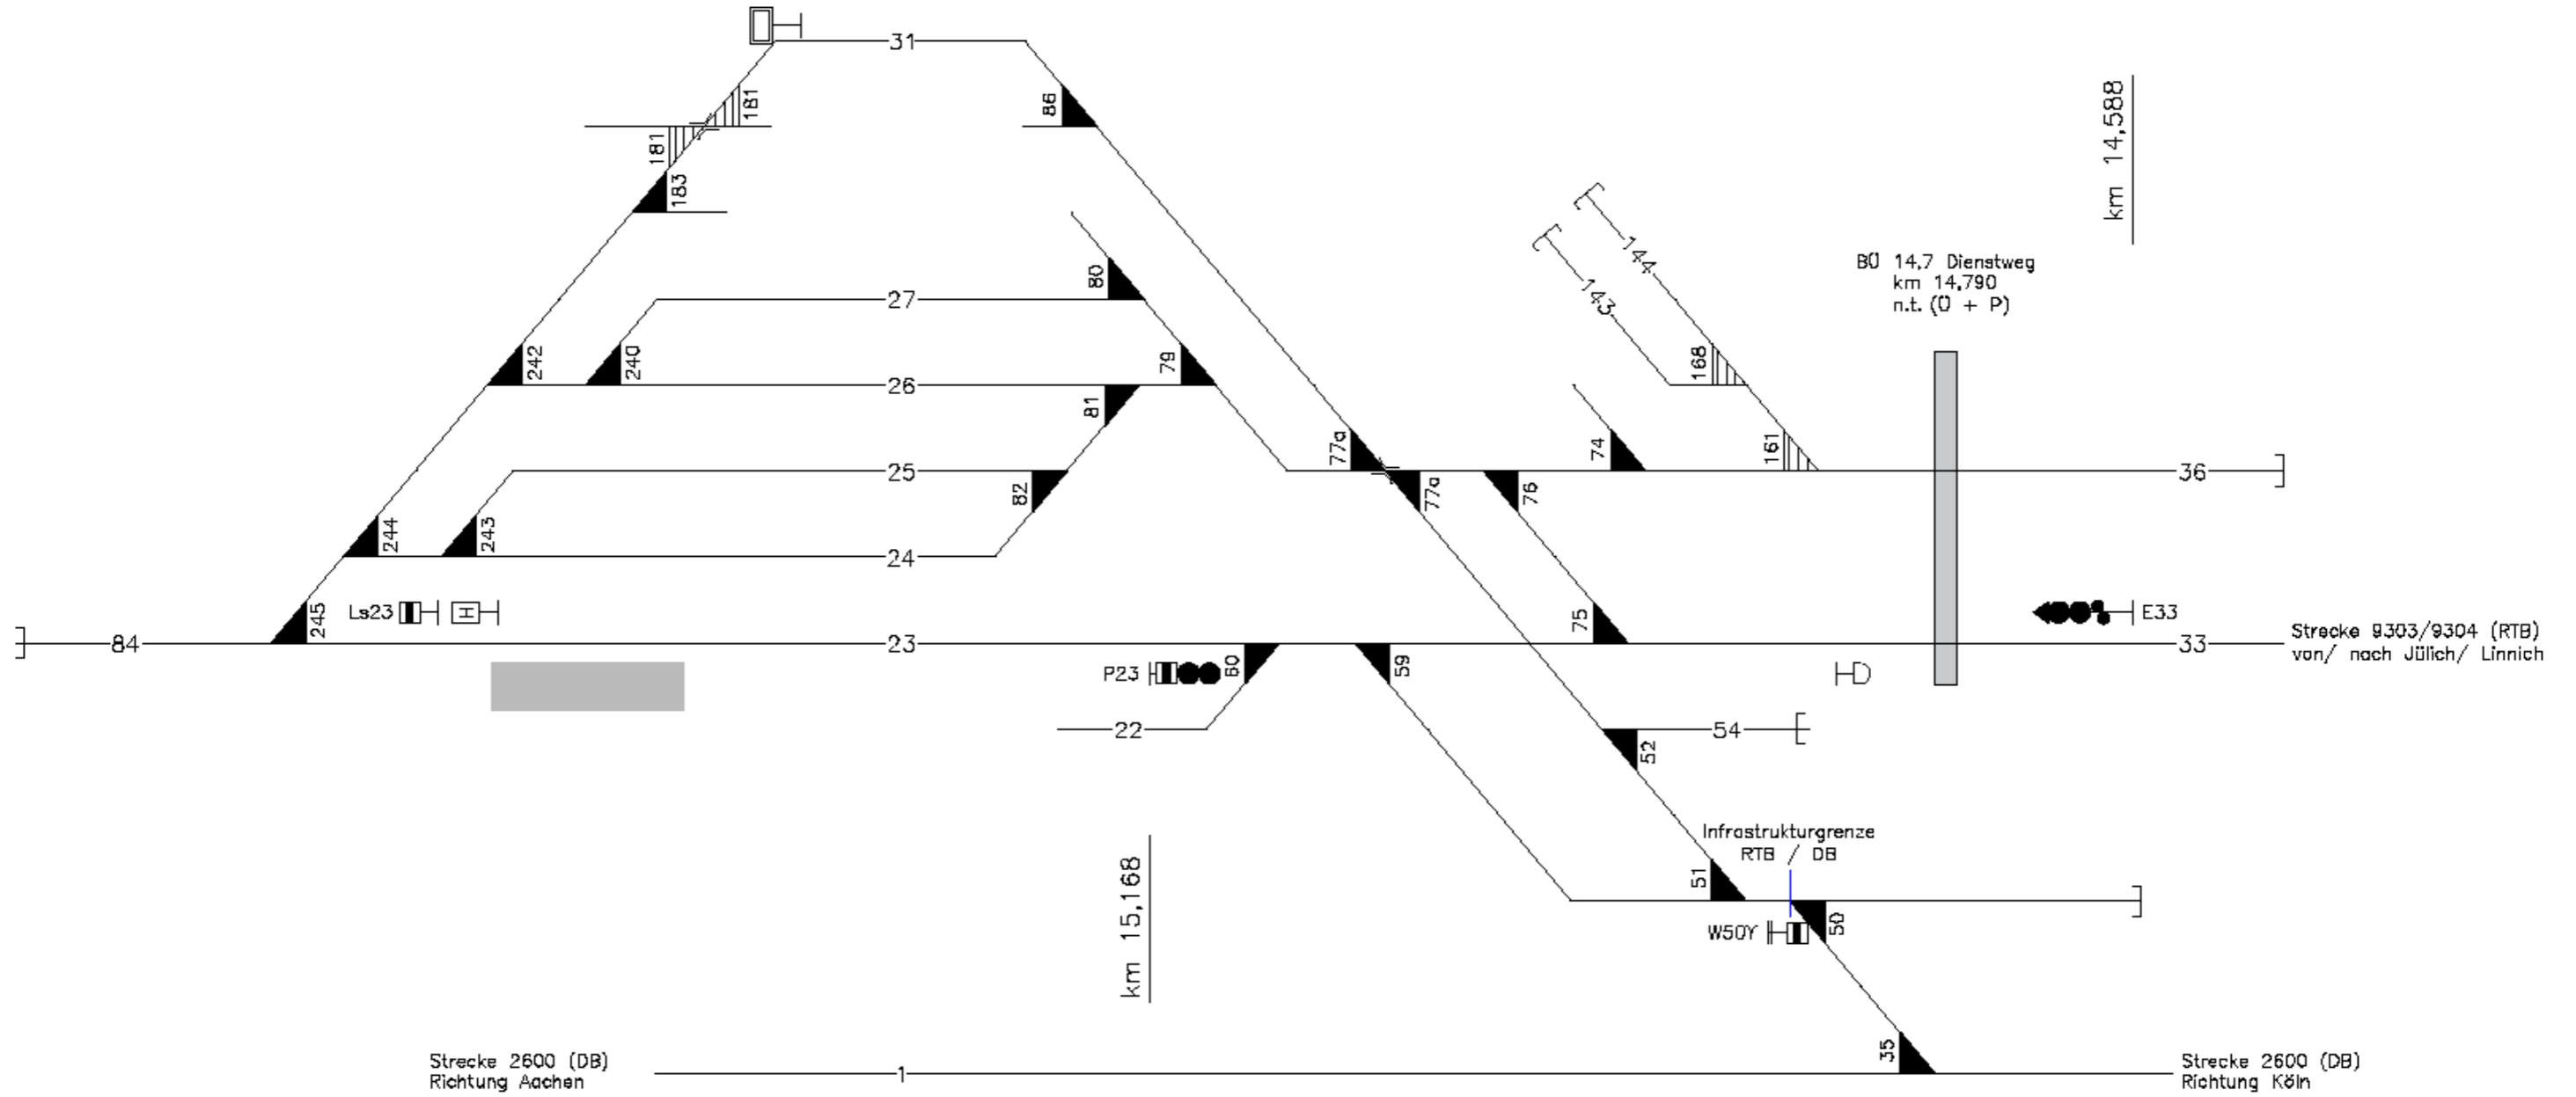 31
181
86
181
183
km 14,588
144
143
BÜ 14.7 Dienstweg
km 14,790
n.t. (Ü + P)
80
27
242
240
79
168
26
81
77a
74
161
25
36
82
77a
76
244
243
24
Ls23
H
245
75
E33
84
23
33
Strecke 9303/9304 (RTB)
von/ nach Jülich/ Linnich
P23
60
59
HD
22
54
52
Infrastrukturgrenze
RTB / DB
km 15,168
51
W50Y
50
35
Strecke 2600 (DB)
Richtung Aachen
1
Strecke 2600 (DB)
Richtung Köln